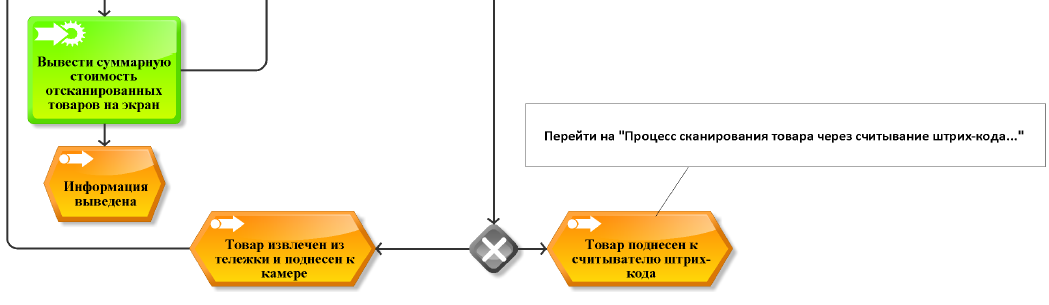 Вывести суммарную
стоимость
отсканированных
товаров на экран
Информация
выведена
Перейти на "Процесс сканирования товара через считывание штрих-кода..."
Товар извлечен из
тележки и поднесен к
камере
Товар поднесен к
считывателю штрих-
кода